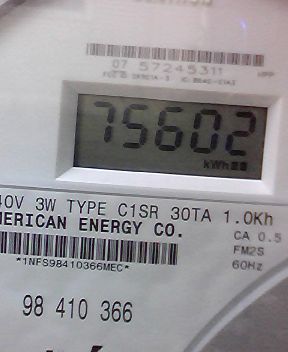 07 57245311
75602
kWh
40V 3W TYPE C1SR 30TA 1.0Kh
MERICAN ENERGY CO.
CA 0.5
FM2S
60Hz
*1NFS98410366MEC*
98 410 366